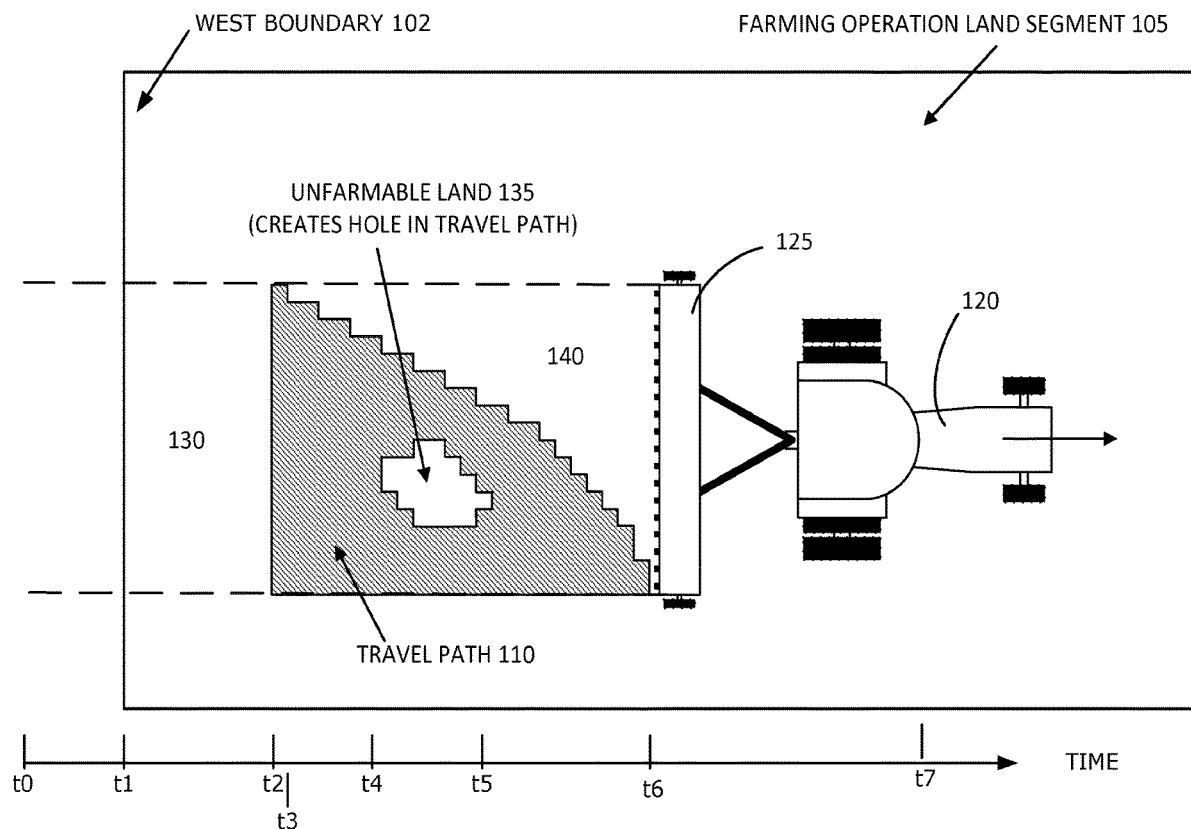 WEST BOUNDARY 102
FARMING OPERATION LAND SEGMENT 105
UNFARMABLE LAND 135
(CREATES HOLE IN TRAVEL PATH)
125
120
140
130
TRAVEL PATH 110
TIME
t0
t1
t2
t3
t4
t5
t6
t7